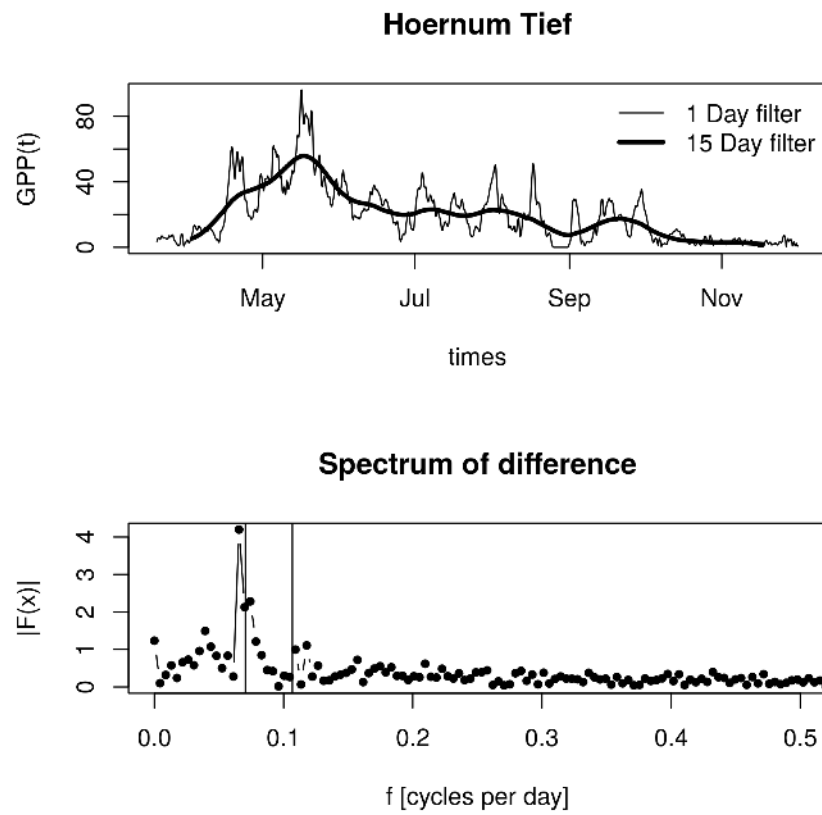 Hoernum Tief
GPP(t)
80
40
0
1 Day filter
15 Day filter
May Jul Sep Nov
times
Spectrum of difference
|F(x)|
4
3
2
1
0
0.0 0.1 0.2 0.3 0.4 0.5
f [cycles per day]